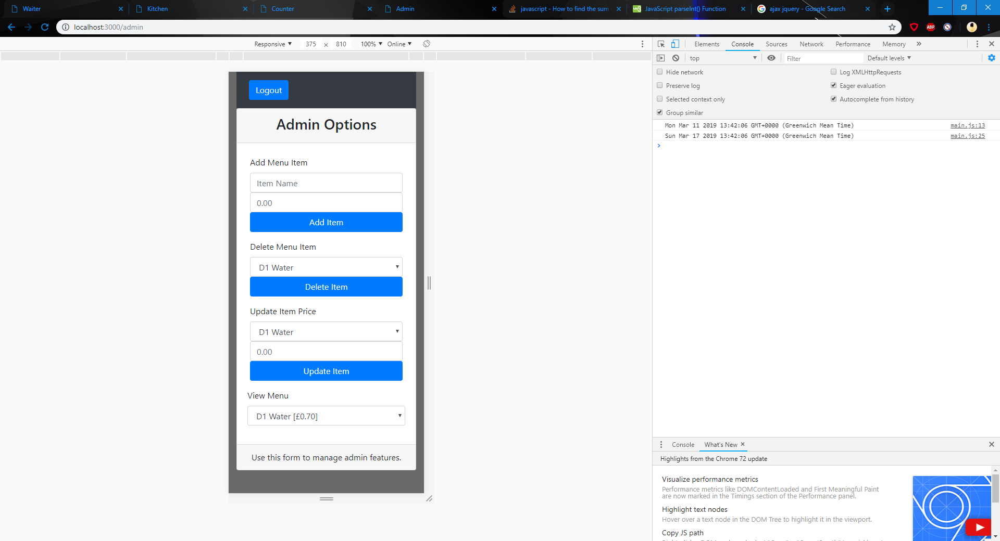 Waiter
Kitchen
Counter
Admin
javascript - How to find the sum
JavaScript parseInt() Function
ajax jquery - Google Search
localhost:3000/admin
ABP
Responsive 375 x 810 100% Online
Elements Console Sources Network Performance Memory
top Filter Default levels
Hide network Log XMLHttpRequests
Preserve log Eager evaluation
Selected context only Autocomplete from history
Group similar
Mon Mar 11 2019 13:42:06 GMT+0000 (Greenwich Mean Time) main.js:13
Sun Mar 17 2019 13:42:06 GMT+0000 (Greenwich Mean Time) main.js:25
Logout
Admin Options
Add Menu Item
Item Name
0.00
Add Item
Delete Menu Item
D1 Water
Delete Item
Update Item Price
D1 Water
0.00
Update Item
View Menu
D1 Water [£0.70]
Use this form to manage admin features.
Console What's New
Highlights from the Chrome 72 update
Visualize performance metrics
Performance metrics like DOMContentLoaded and First Meaningful Paint
are now marked in the Timings section of the Performance panel.
Highlight text nodes
Hover over a text node in the DOM Tree to highlight it in the viewport.
Copy JS path